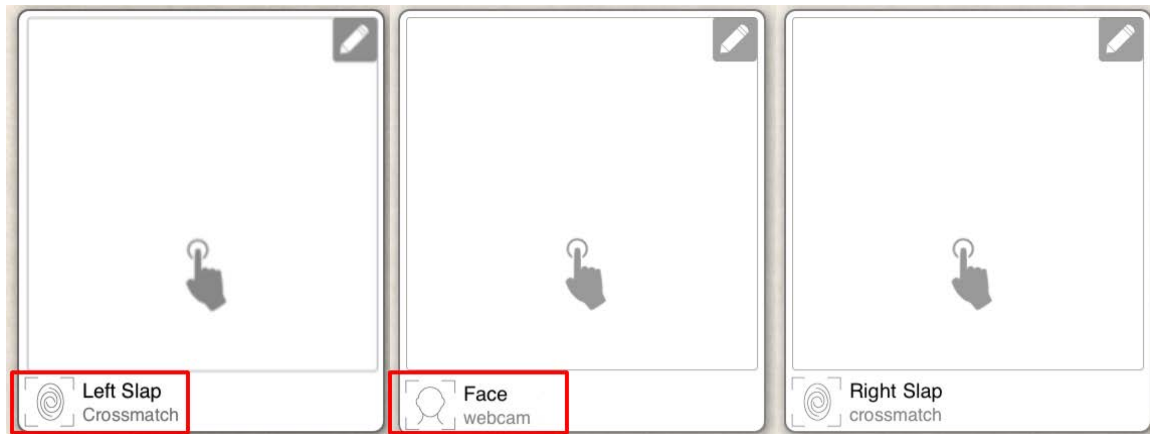 Left Slap
Crossmatch
Face
webcam
Right Slap
crossmatch